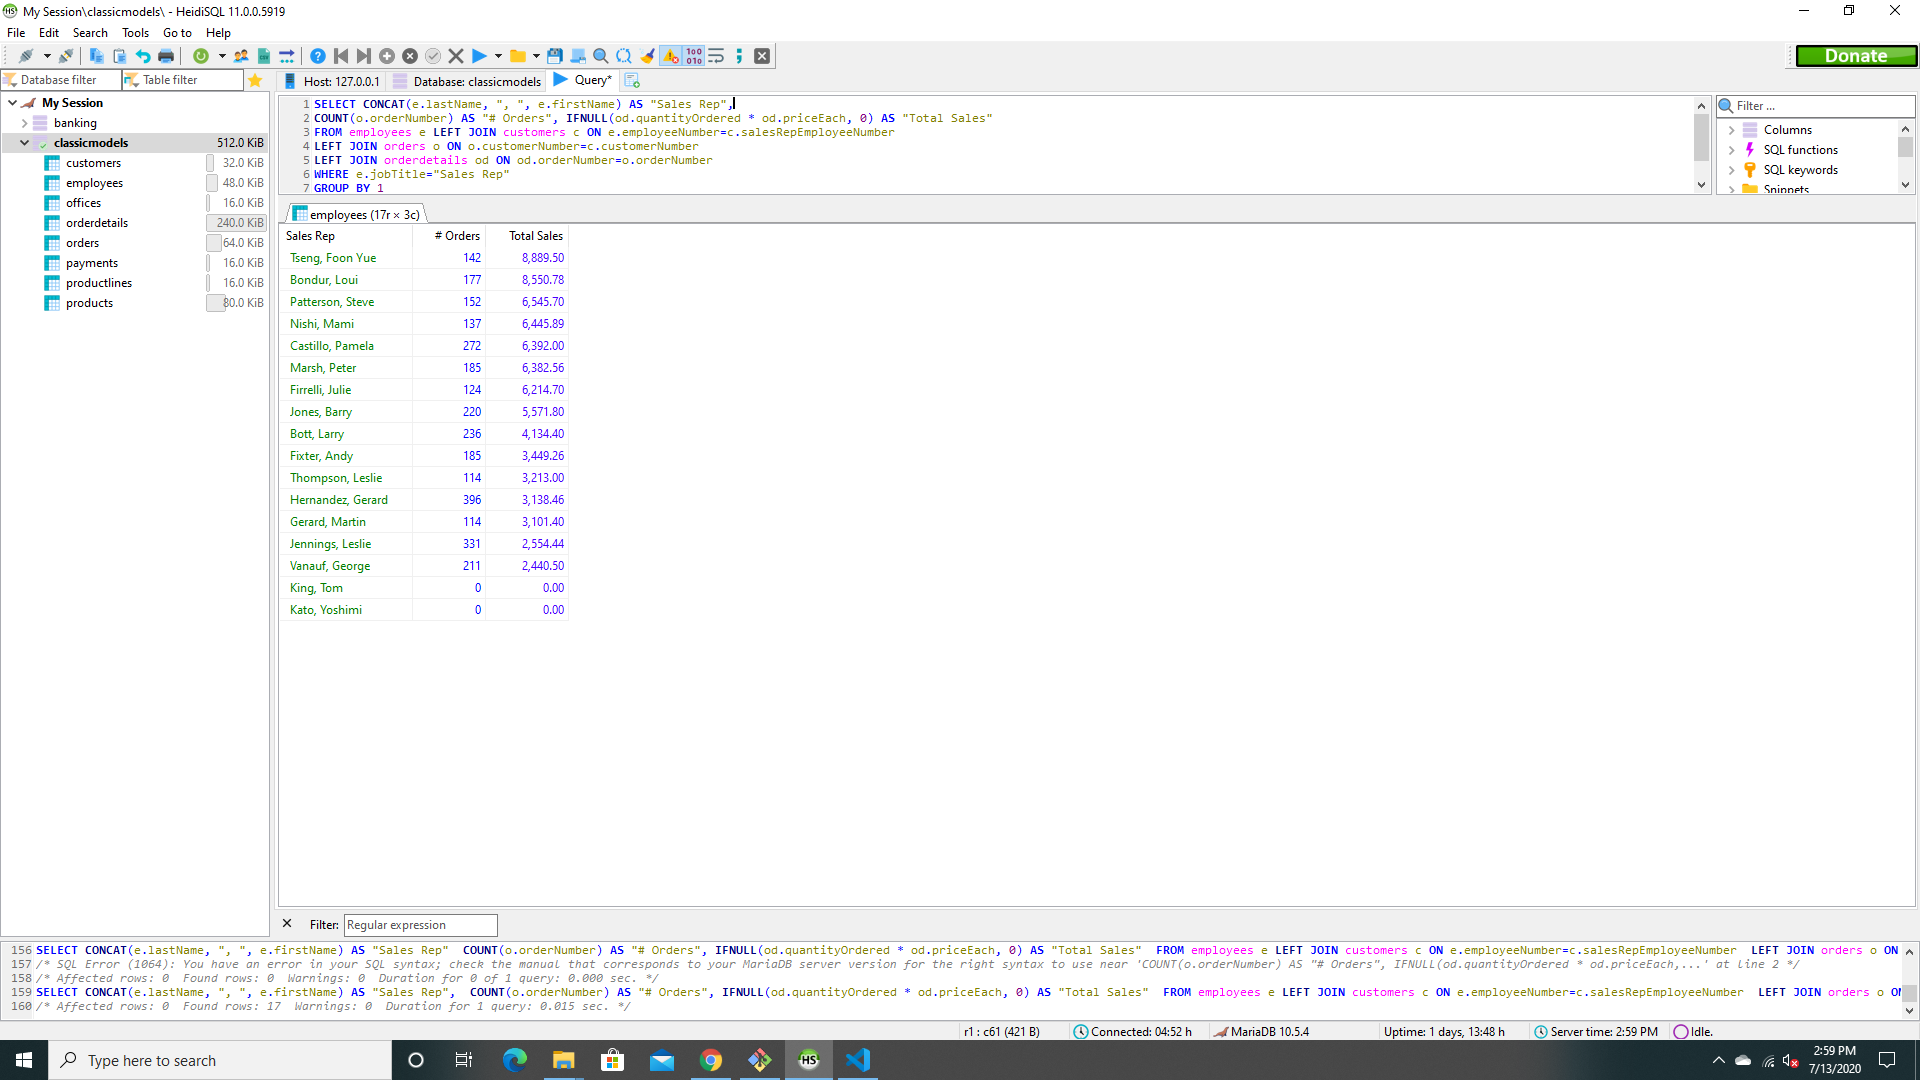 My Session\classicmodels\ - HeidiSQL 11.0.0.5919
File Edit Search Tools Go to Help
Donate
Database filter Table filter
Host: 127.0.0.1 Database: classicmodels Query*
My Session
banking
classicmodels 512.0 KiB
customers 32.0 KiB
employees 48.0 KiB
offices 16.0 KiB
orderdetails 240.0 KiB
orders 64.0 KiB
payments 16.0 KiB
productlines 16.0 KiB
products 80.0 KiB
1 SELECT CONCAT(e.lastName, ", ", e.firstName) AS "Sales Rep",
2 COUNT(o.orderNumber) AS "# Orders", IFNULL(od.quantityOrdered * od.priceEach, 0) AS "Total Sales"
3 FROM employees e LEFT JOIN customers c ON e.employeeNumber=c.salesRepEmployeeNumber
4 LEFT JOIN orders o ON o.customerNumber=c.customerNumber
5 LEFT JOIN orderdetails od ON od.orderNumber=o.orderNumber
6 WHERE e.jobTitle="Sales Rep"
7 GROUP BY 1
Filter ...
Columns
SQL functions
SQL keywords
Snippets
employees (17r × 3c)
Sales Rep # Orders Total Sales
Tseng, Foon Yue 142 8,889.50
Bondur, Loui 177 8,550.78
Patterson, Steve 152 6,545.70
Nishi, Mami 137 6,445.89
Castillo, Pamela 272 6,392.00
Marsh, Peter 185 6,382.56
Firrelli, Julie 124 6,214.70
Jones, Barry 220 5,571.80
Bott, Larry 236 4,134.40
Fixter, Andy 185 3,449.26
Thompson, Leslie 114 3,213.00
Hernandez, Gerard 396 3,138.46
Gerard, Martin 114 3,101.40
Jennings, Leslie 331 2,554.44
Vanauf, George 211 2,440.50
King, Tom 0 0.00
Kato, Yoshimi 0 0.00
Filter: Regular expression
156 SELECT CONCAT(e.lastName, ", ", e.firstName) AS "Sales Rep" COUNT(o.orderNumber) AS "# Orders", IFNULL(od.quantityOrdered * od.priceEach, 0) AS "Total Sales" FROM employees e LEFT JOIN customers c ON e.employeeNumber=c.salesRepEmployeeNumber LEFT JOIN orders o ON
157 /* SQL Error (1064): You have an error in your SQL syntax; check the manual that corresponds to your MariaDB server version for the right syntax to use near 'COUNT(o.orderNumber) AS "# Orders", IFNULL(od.quantityOrdered * od.priceEach,...' at line 2 */
158 /* Affected rows: 0 Found rows: 0 Warnings: 0 Duration for 0 of 1 query: 0.000 sec. */
159 SELECT CONCAT(e.lastName, ", ", e.firstName) AS "Sales Rep", COUNT(o.orderNumber) AS "# Orders", IFNULL(od.quantityOrdered * od.priceEach, 0) AS "Total Sales" FROM employees e LEFT JOIN customers c ON e.employeeNumber=c.salesRepEmployeeNumber LEFT JOIN orders o ON
160 /* Affected rows: 0 Found rows: 17 Warnings: 0 Duration for 1 query: 0.015 sec. */
r1 : c61 (421 B) Connected: 04:52 h MariaDB 10.5.4 Uptime: 1 days, 13:48 h Server time: 2:59 PM Idle.
Type here to search
HS
2:59 PM
7/13/2020